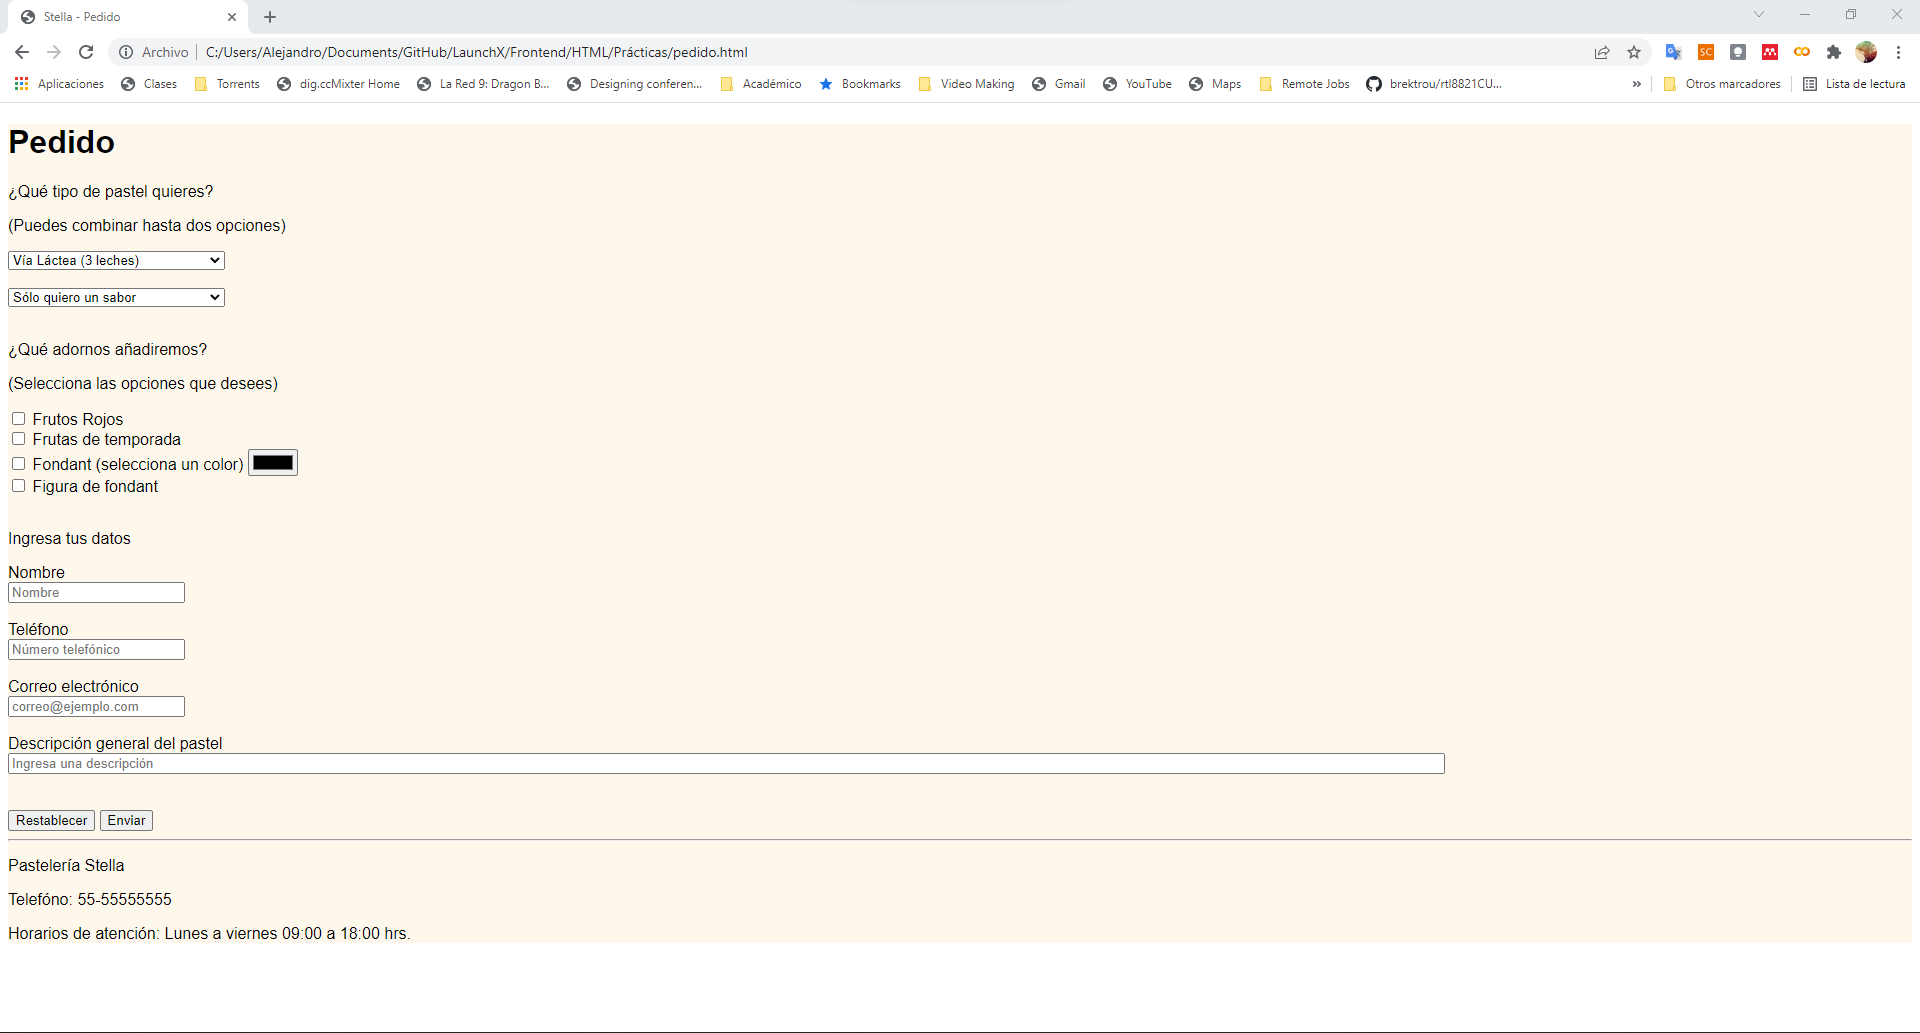 Stella - Pedido
Archivo C:/Users/Alejandro/Documents/GitHub/LaunchX/Frontend/HTML/Prácticas/pedido.html
SC
Aplicaciones Clases Torrents dig.ccMixter Home La Red 9: Dragon B... Designing conferen... Académico Bookmarks Video Making Gmail YouTube Maps Remote Jobs brektrou/rtl8821CU... » Otros marcadores Lista de lectura
Pedido
¿Qué tipo de pastel quieres?
(Puedes combinar hasta dos opciones)
Vía Láctea (3 leches)
Sólo quiero un sabor
¿Qué adornos añadiremos?
(Selecciona las opciones que desees)
Frutos Rojos
Frutas de temporada
Fondant (selecciona un color)
Figura de fondant
Ingresa tus datos
Nombre
Nombre
Teléfono
Número telefónico
Correo electrónico
correo@ejemplo.com
Descripción general del pastel
Ingresa una descripción
Restablecer Enviar
Pastelería Stella
Telefóno: 55-55555555
Horarios de atención: Lunes a viernes 09:00 a 18:00 hrs.